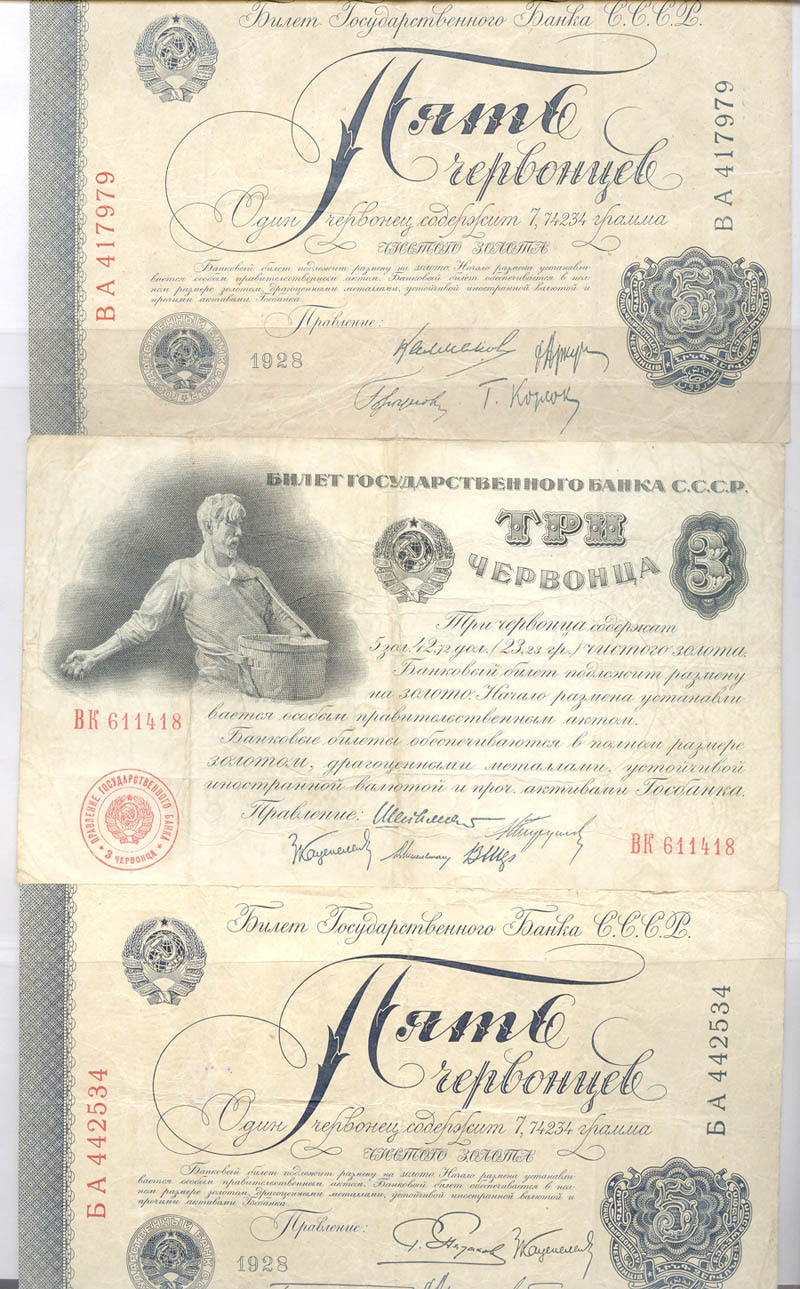 Билет Государственного Банка С.С.С.Р.
Пять
червонцев
ВА 417979
ВА 417979
Один червонец содержит 7,74234 грамма
чистого золота
Банковый билет подлежит размену на золото. Начало размена устанавли-
вается особым правительственным актом. Банковый билет обеспечивается в пол-
ном размере золотом, драгоценными металлами, устойчивой иностранной валютой и
прочими активами Госбанка.
Правление:
1928
5
БИЛЕТ ГОСУДАРСТВЕННОГО БАНКА С.С.С.Р.
ТРИ
ЧЕРВОНЦА
3
Три червонца содержат
5 зол. 42,72 дол. (23,23 гр.) чистого золота.
Банковый билет подлежит размену
на золото. Начало размена устанавли
вается особым правительственным актом.
Банковые билеты обеспечиваются в полном размере
золотом, драгоценными металлами, устойчивой
иностранной валютой и проч. активами Госбанка.
Правление:
ВК 611418
ПРАВЛЕНИЕ ГОСУДАРСТВЕННОГО БАНКА
3 ЧЕРВОНЦА
ВК 611418
Билет Государственного Банка С.С.С.Р.
Пять
червонцев
БА 442534
БА 442534
Один червонец содержит 7,74234 грамма
чистого золота
Банковый билет подлежит размену на золото. Начало размена устанавли-
вается особым правительственным актом. Банковый билет обеспечивается в пол-
ном размере золотом, драгоценными металлами, устойчивой иностранной валютой и
прочими активами Госбанка.
Правление:
1928
5